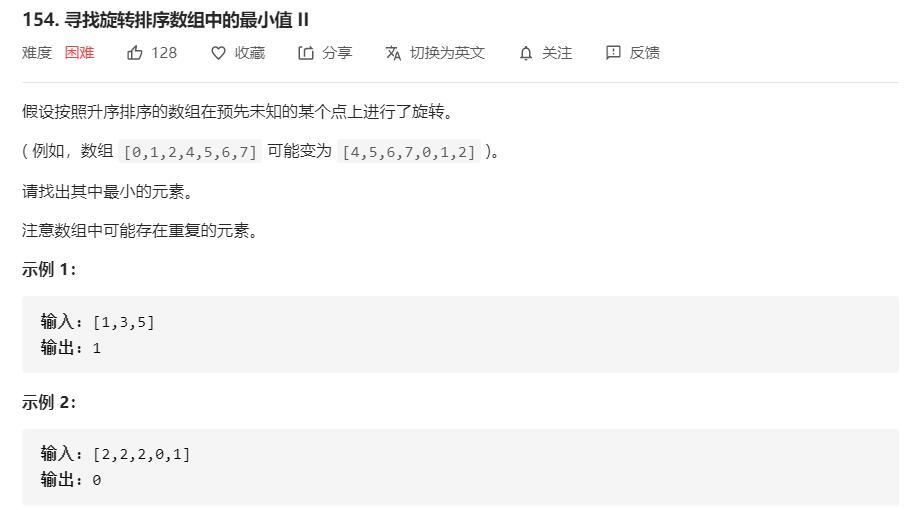 154. 寻找旋转排序数组中的最小值 II
难度 困难 128 收藏 分享 切换为英文 关注 反馈
假设按照升序排序的数组在预先未知的某个点上进行了旋转。
( 例如，数组 [0,1,2,4,5,6,7] 可能变为 [4,5,6,7,0,1,2] )。
请找出其中最小的元素。
注意数组中可能存在重复的元素。
示例 1：
输入：[1,3,5]
输出：1
示例 2：
输入：[2,2,2,0,1]
输出：0